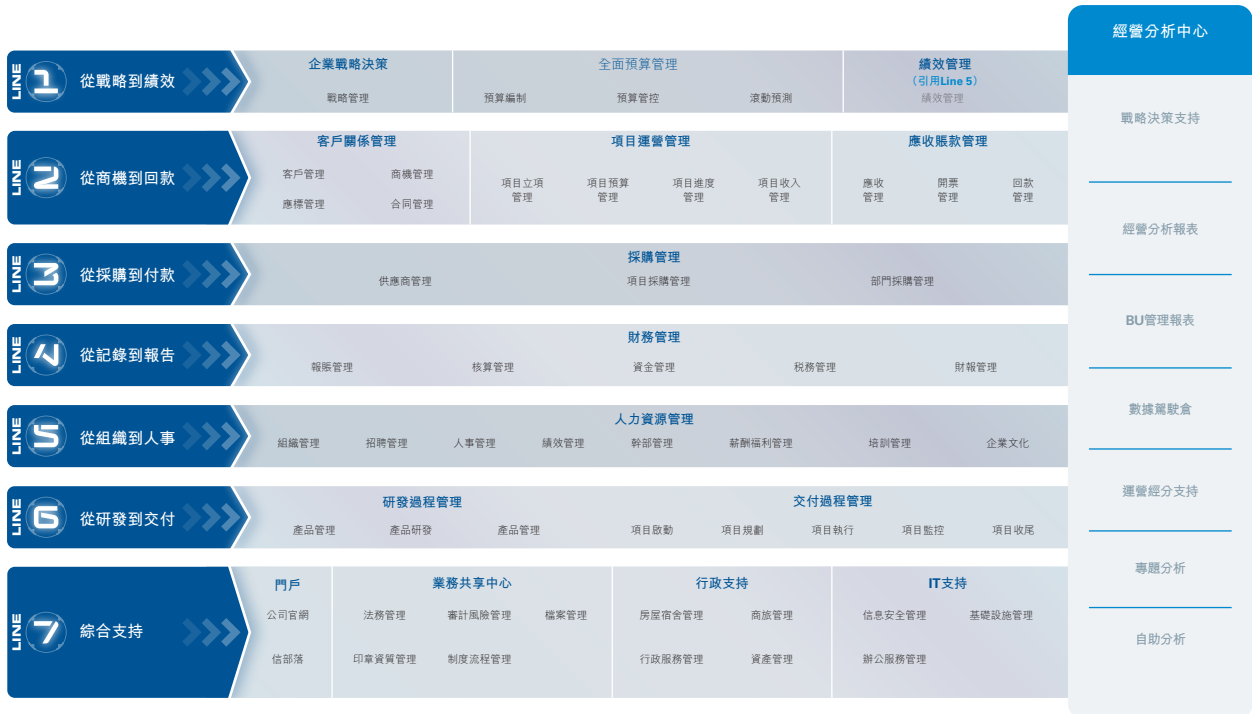 經營分析中心
戰略決策支持
經營分析報表
BU管理報表
數據駕駛倉
運營經分支持
專題分析
自助分析
LINE 1 從戰略到績效
企業戰略決策 全面預算管理 績效管理
(引用Line 5)
戰略管理 預算編制 預算管控 滾動預測 績效管理
LINE 2 從商機到回款
客戶關係管理 項目運營管理 應收賬款管理
客戶管理 商機管理
應標管理 合同管理
項目立項 項目預算 項目進度 項目收入
管理 管理 管理 管理
應收 開票 回款
管理 管理 管理
LINE 3 從採購到付款
採購管理
供應商管理 項目採購管理 部門採購管理
LINE 4 從記錄到報告
財務管理
報賬管理 核算管理 資金管理 税務管理 財報管理
LINE 5 從組織到人事
人力資源管理
組織管理 招聘管理 人事管理 績效管理 幹部管理 薪酬福利管理 培訓管理 企業文化
LINE 6 從研發到交付
研發過程管理 交付過程管理
產品管理 產品研發 產品管理 項目啟動 項目規劃 項目執行 項目監控 項目收尾
LINE 7 綜合支持
門戶 業務共享中心 行政支持 IT支持
公司官網 法務管理 審計風險管理 檔案管理 房屋宿舍管理 商旅管理 信息安全管理 基礎設施管理
信部落 印章資質管理 制度流程管理 行政服務管理 資產管理 辦公服務管理